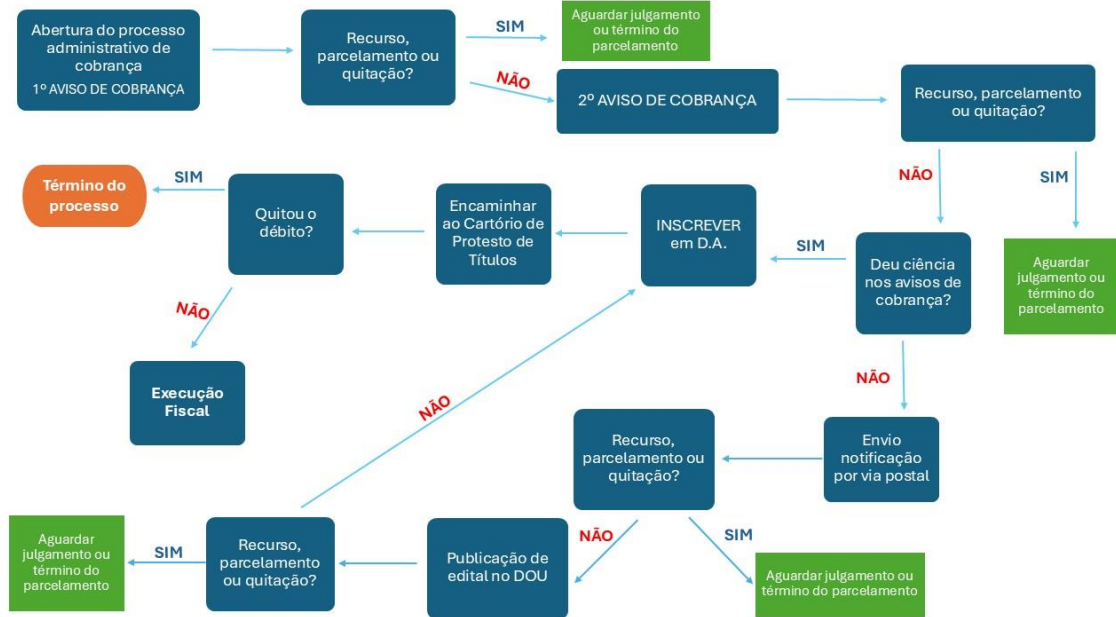 Abertura do processo
administrativo de
cobrança
1º AVISO DE COBRANÇA
Recurso,
parcelamento ou
quitação?
SIM
Aguardar julgamento
ou término do
parcelamento
NÃO
2º AVISO DE COBRANÇA
Recurso, parcelamento
ou quitação?
NÃO
SIM
Aguardar
julgamento ou
término do
parcelamento
Deu ciência
nos avisos de
cobrança?
SIM
INSCREVER
em D.A.
Encaminhar
ao Cartório de
Protesto de
Títulos
Quitou o
débito?
SIM
Término do
processo
NÃO
Execução
Fiscal
NÃO
Envio
notificação
por via postal
Recurso,
parcelamento ou
quitação?
SIM
Aguardar julgamento ou
término do parcelamento
NÃO
Publicação de
edital no DOU
Recurso,
parcelamento
ou quitação?
SIM
Aguardar
julgamento ou
término do
parcelamento
NÃO